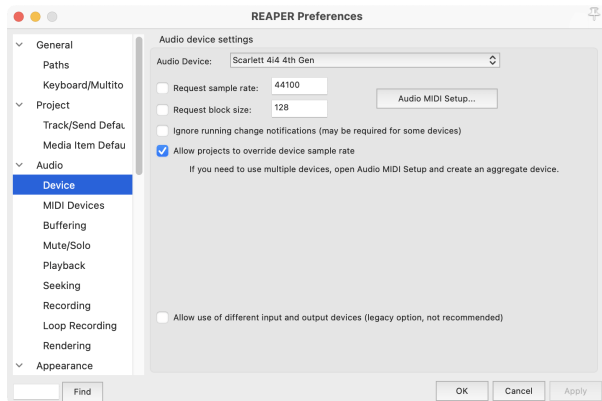 REAPER Preferences
General
Paths
Keyboard/Multito
Project
Track/Send Defau
Media Item Defau
Audio
Device
MIDI Devices
Buffering
Mute/Solo
Playback
Seeking
Recording
Loop Recording
Rendering
Appearance
Find
Audio device settings
Audio Device: Scarlett 4i4 4th Gen
Request sample rate: 44100
Request block size: 128
Audio MIDI Setup...
Ignore running change notifications (may be required for some devices)
Allow projects to override device sample rate
If you need to use multiple devices, open Audio MIDI Setup and create an aggregate device.
Allow use of different input and output devices (legacy option, not recommended)
OK Cancel Apply